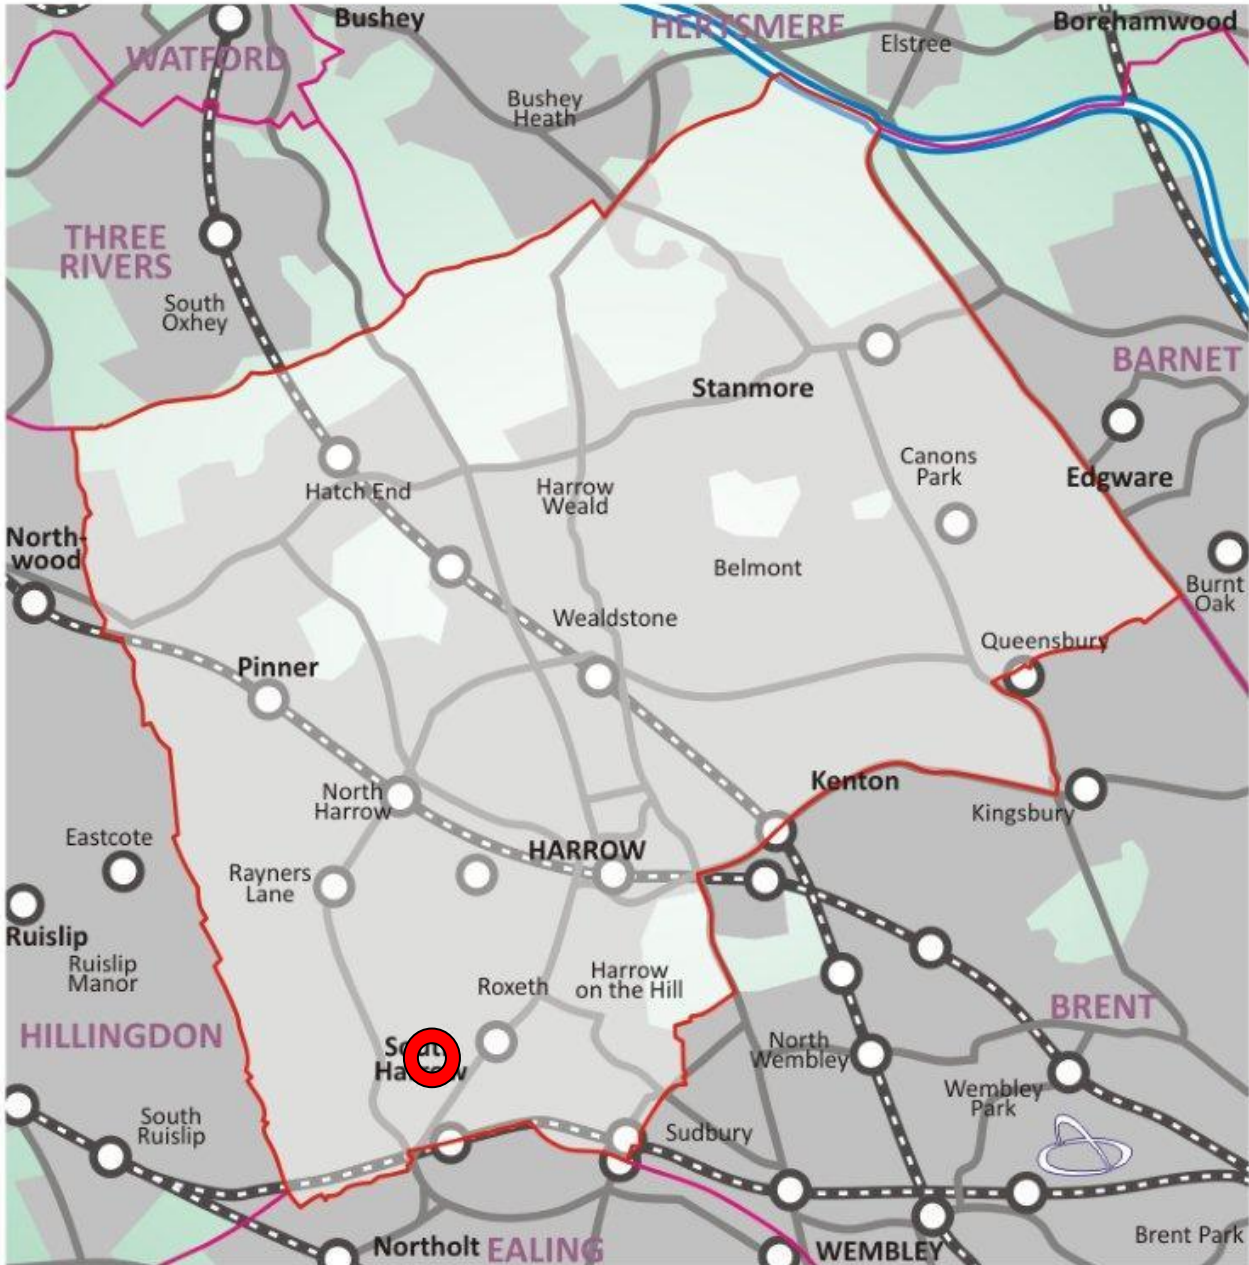 Bushey
HERTSMERE
Borehamwood
WATFORD
Elstree
Bushey
Heath
THREE
RIVERS
South
Oxhey
BARNET
Stanmore
Canons
Park
Edgware
Hatch End
Harrow
Weald
North-
wood
Belmont
Burnt
Oak
Wealdstone
Queensbury
Pinner
Kenton
North
Harrow
Kingsbury
Eastcote
HARROW
Rayners
Lane
Ruislip
Ruislip
Manor
Roxeth
Harrow
on the Hill
BRENT
HILLINGDON
North
Wembley
Wembley
Park
South
Ruislip
Sudbury
Brent Park
Northolt
EALING
WEMBLEY